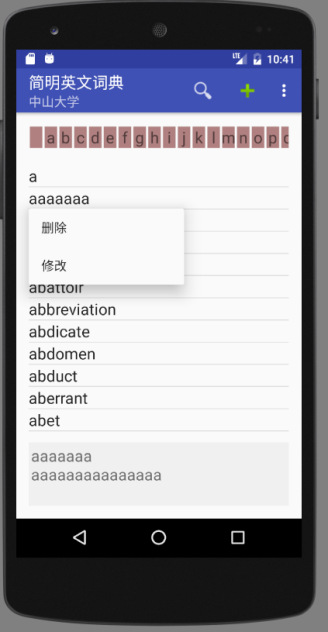 LTE 10:41
简明英文词典
中山大学
a b c d e f g h i j k l m n o p
a
aaaaaaa
删除
修改
abattoir
abbreviation
abdicate
abdomen
abduct
aberrant
abet
aaaaaaa
aaaaaaaaaaaaaaa